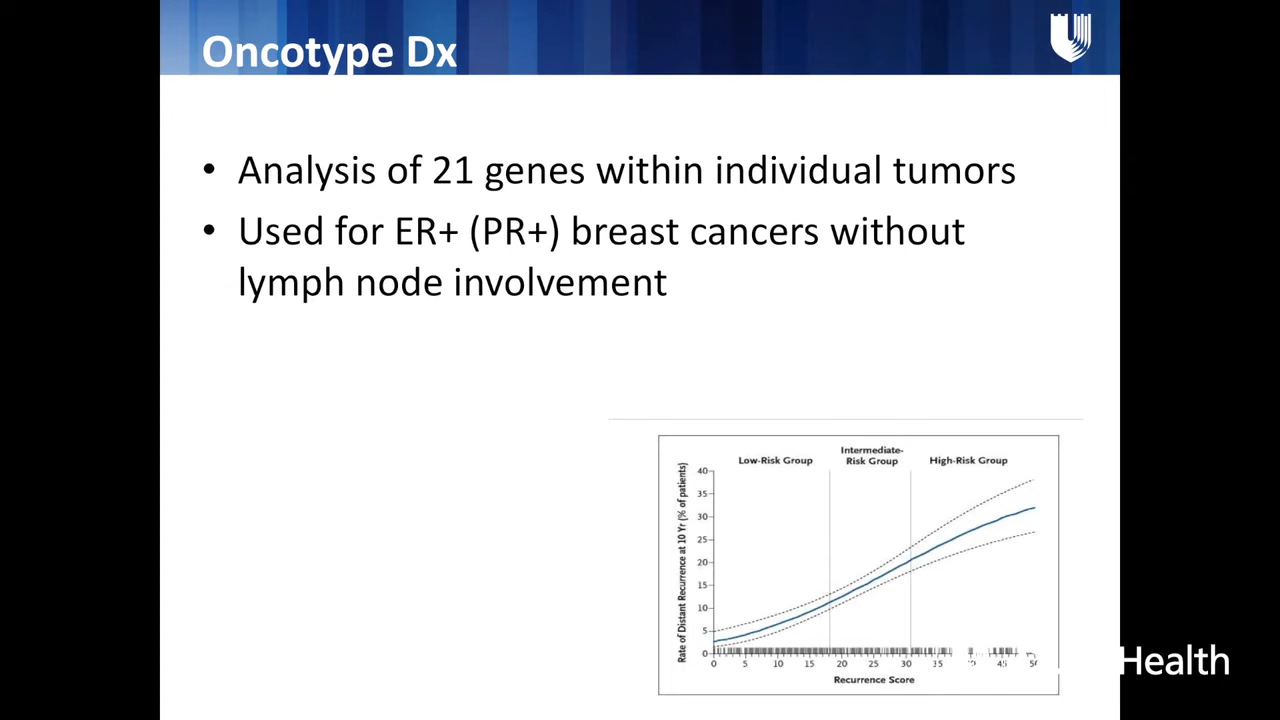 Oncotype Dx
• Analysis of 21 genes within individual tumors
• Used for ER+ (PR+) breast cancers without
lymph node involvement
Low-Risk Group
Intermediate-
Risk Group
High-Risk Group
Rate of Distant Recurrence at 10 Yr (% of patients)
40
35
30
25
20
15
10
5
0
0 5 10 15 20 25 30 35 40 45
Recurrence Score
Health